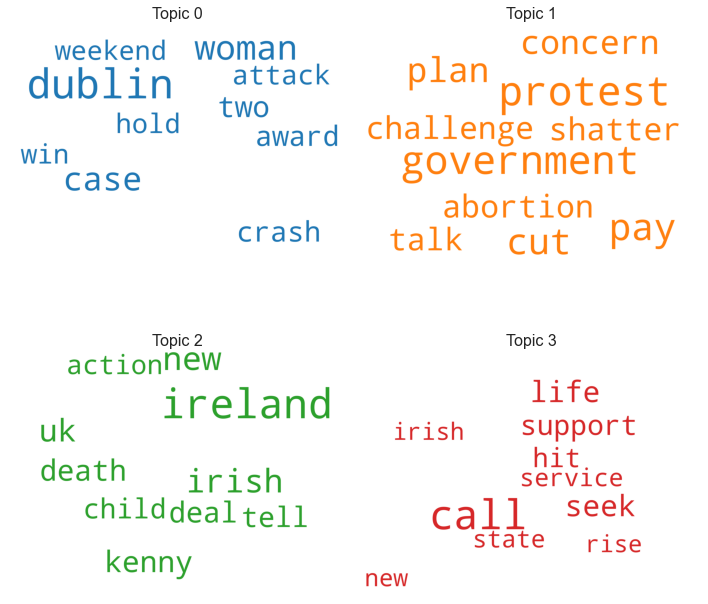 Topic 0
weekend woman
dublin attack
two
hold award
win
case
crash
Topic 1
concern
plan
protest
challenge shatter
government
abortion
pay
talk cut
Topic 2
action new
ireland
uk
death irish
child deal tell
kenny
Topic 3
life
irish support
hit
service
call seek
state rise
new